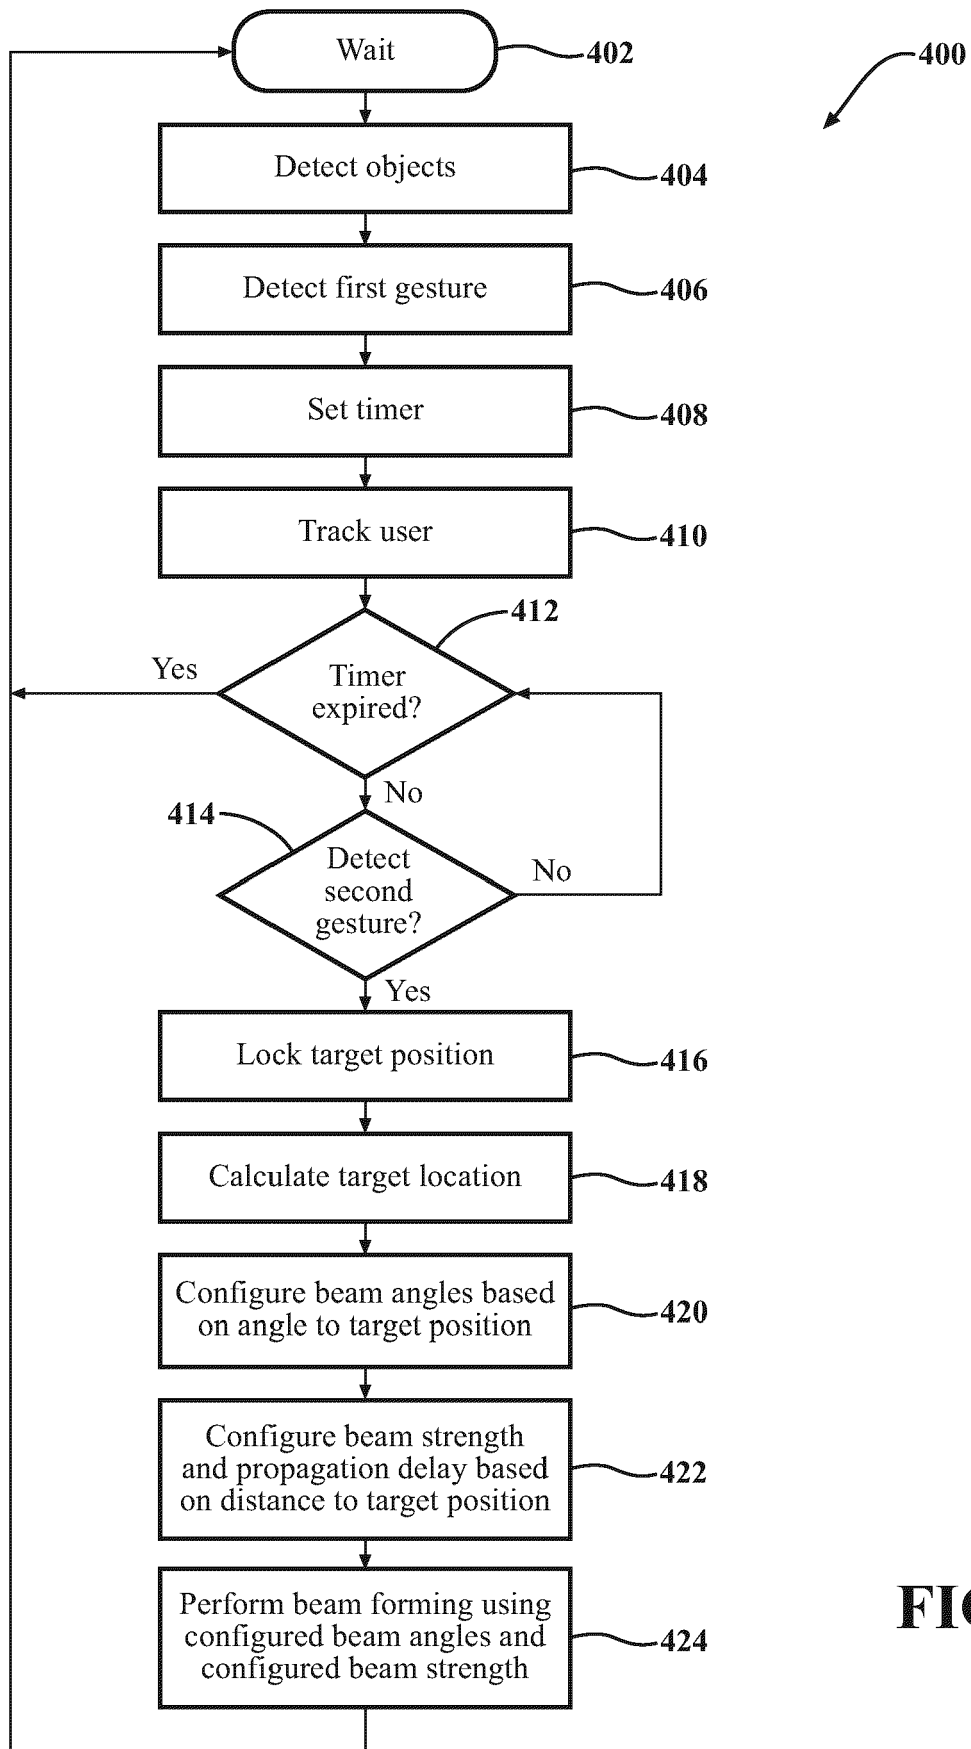 Wait
402
400
Detect objects
404
Detect first gesture
406
Set timer
408
Track user
410
412
Yes
Timer
expired?
No
414
Detect
second
gesture?
No
Yes
Lock target position
416
Calculate target location
418
Configure beam angles based
on angle to target position
420
Configure beam strength
and propagation delay based
on distance to target position
422
Perform beam forming using
configured beam angles and
configured beam strength
424